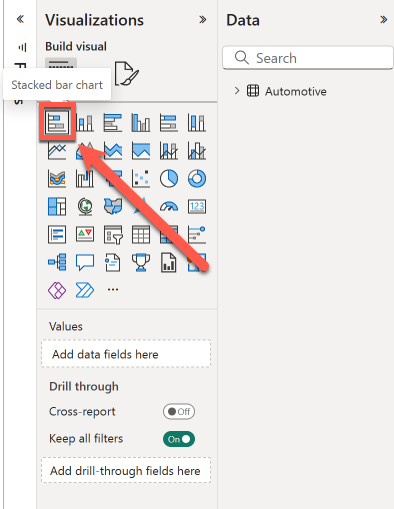 Visualizations
Data
Build visual
Search
Stacked bar chart
Automotive
123
Values
Add data fields here
Drill through
Cross-report
Off
Keep all filters
On
Add drill-through fields here